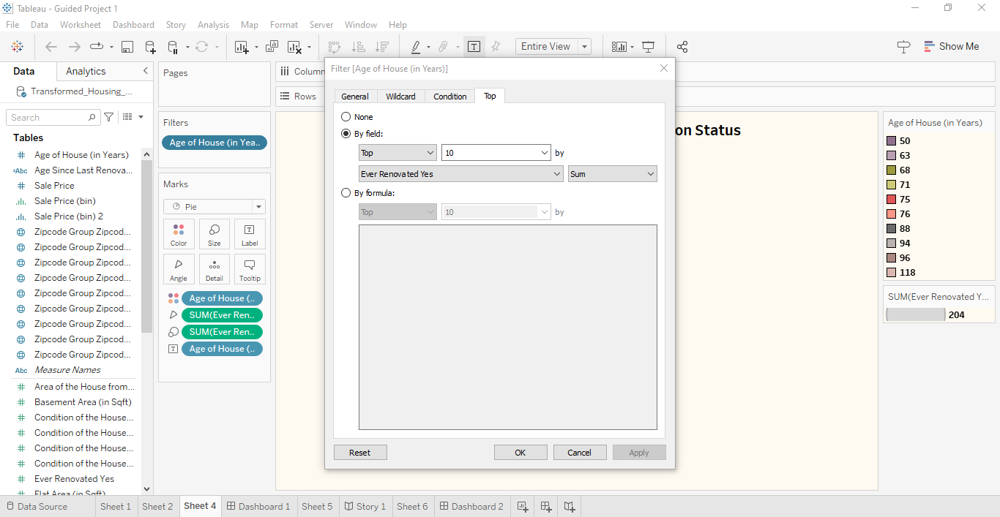 Tableau - Guided Project 1
File Data Worksheet Dashboard Story Analysis Map Format Server Window Help
Entire View
Show Me
Data Analytics
Transformed_Housing_...
Search
Tables
Age of House (in Years)
Age Since Last Renova...
Sale Price
Sale Price (bin)
Sale Price (bin) 2
Zipcode Group Zipcod...
Zipcode Group Zipcod...
Zipcode Group Zipcod...
Zipcode Group Zipcod...
Zipcode Group Zipcod...
Zipcode Group Zipcod...
Zipcode Group Zipcod...
Zipcode Group Zipcod...
Zipcode Group Zipcod...
Abc Measure Names
Area of the House from...
Basement Area (in Sqft)
Condition of the House...
Condition of the House...
Condition of the House...
Condition of the House...
Ever Renovated Yes
Flat Area (in Sqft)
Pages
Filters
Age of House (in Yea..
Marks
Pie
Color Size Label
Angle Detail Tooltip
Age of House (..
SUM(Ever Ren..
SUM(Ever Ren..
Age of House (..
Column
Rows
on Status
Filter [Age of House (in Years)]
General Wildcard Condition Top
None
By field:
Top 10 by
Ever Renovated Yes Sum
By formula:
Top 10 by
Reset OK Cancel Apply
Age of House (in Years)
50
63
68
71
75
76
88
94
96
118
SUM(Ever Renovated Y...
204
Data Source Sheet 1 Sheet 2 Sheet 4 Dashboard 1 Sheet 5 Story 1 Sheet 6 Dashboard 2